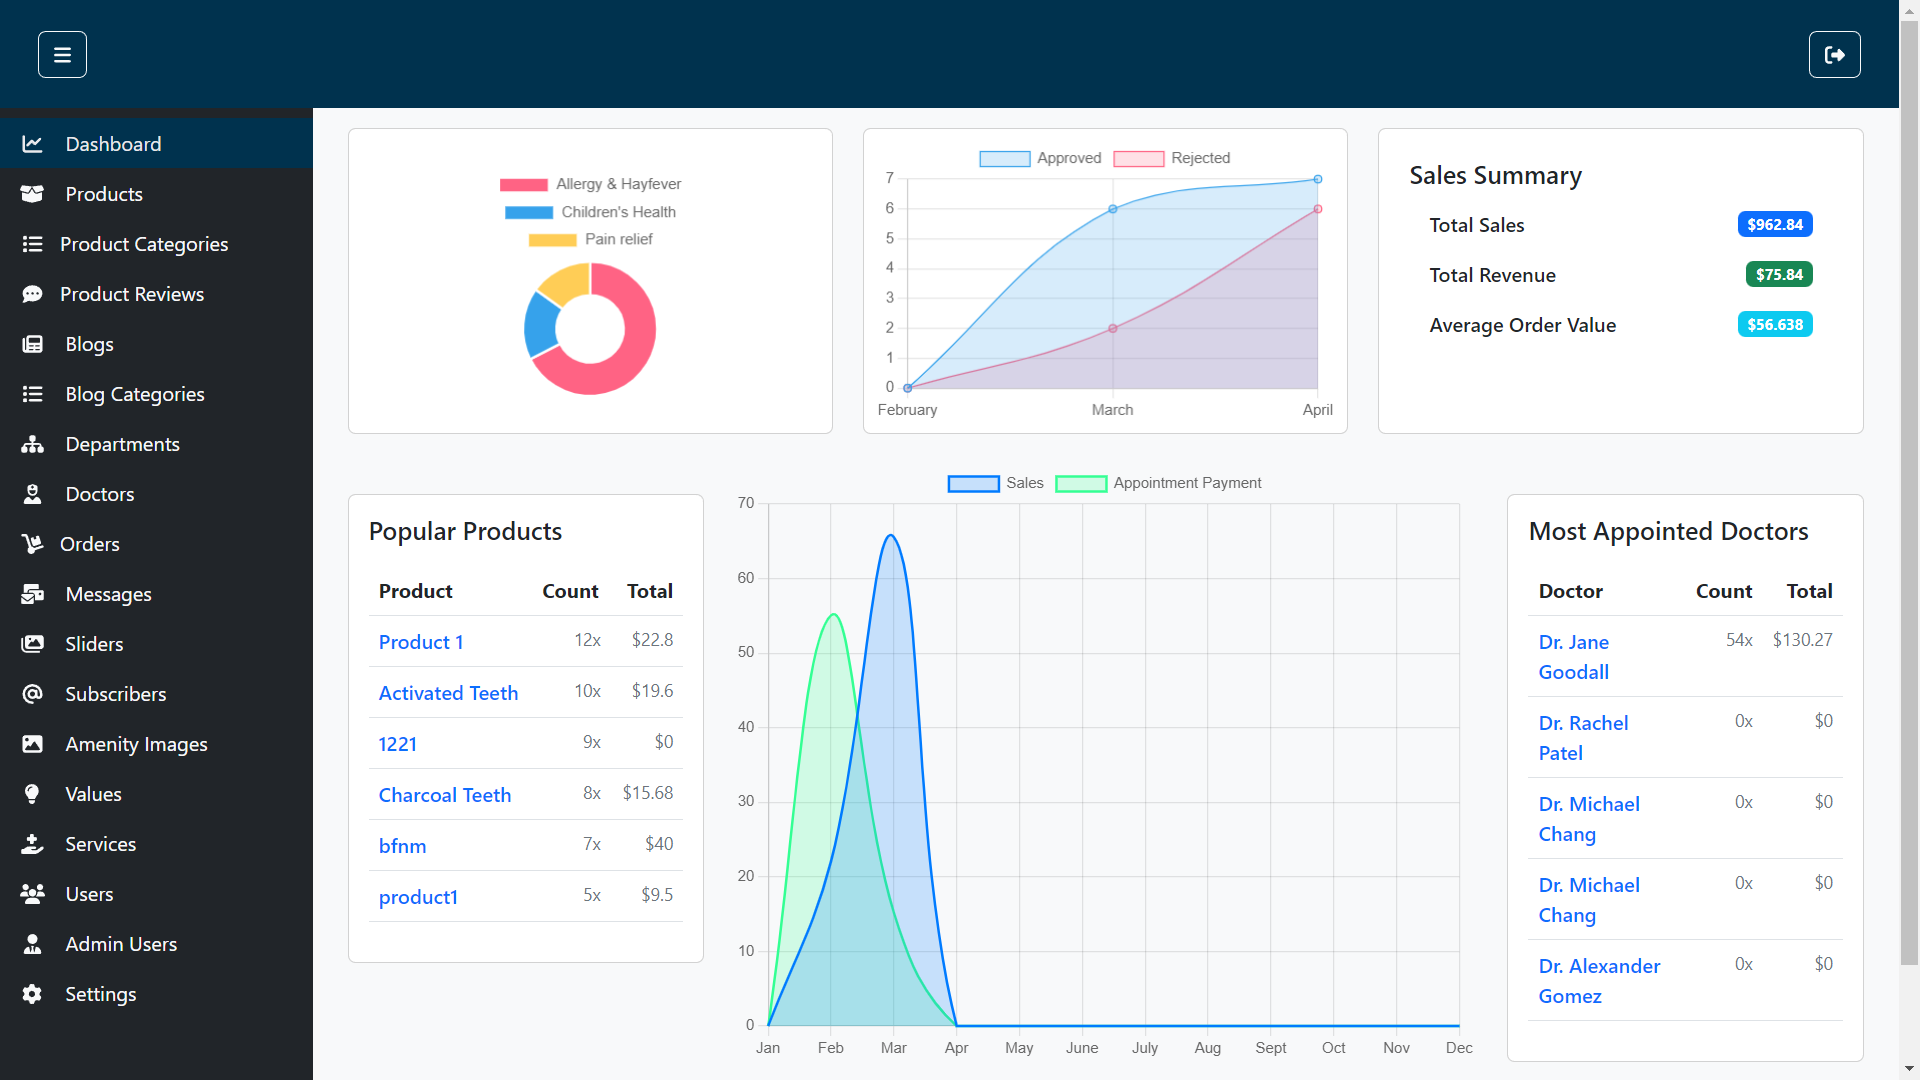 Dashboard
Products
Product Categories
Product Reviews
Blogs
Blog Categories
Departments
Doctors
Orders
Messages
Sliders
Subscribers
Amenity Images
Values
Services
Users
Admin Users
Settings
Allergy & Hayfever
Children's Health
Pain relief
Approved Rejected
7
6
5
4
3
2
1
0
February March April
Sales Summary
Total Sales $962.84
Total Revenue $75.84
Average Order Value $56.638
Popular Products
Product Count Total
Product 1 12x $22.8
Activated Teeth 10x $19.6
1221 9x $0
Charcoal Teeth 8x $15.68
bfnm 7x $40
product1 5x $9.5
Sales Appointment Payment
70
60
50
40
30
20
10
0
Jan Feb Mar Apr May June July Aug Sept Oct Nov Dec
Most Appointed Doctors
Doctor Count Total
Dr. Jane 54x $130.27
Goodall
Dr. Rachel 0x $0
Patel
Dr. Michael 0x $0
Chang
Dr. Michael 0x $0
Chang
Dr. Alexander 0x $0
Gomez